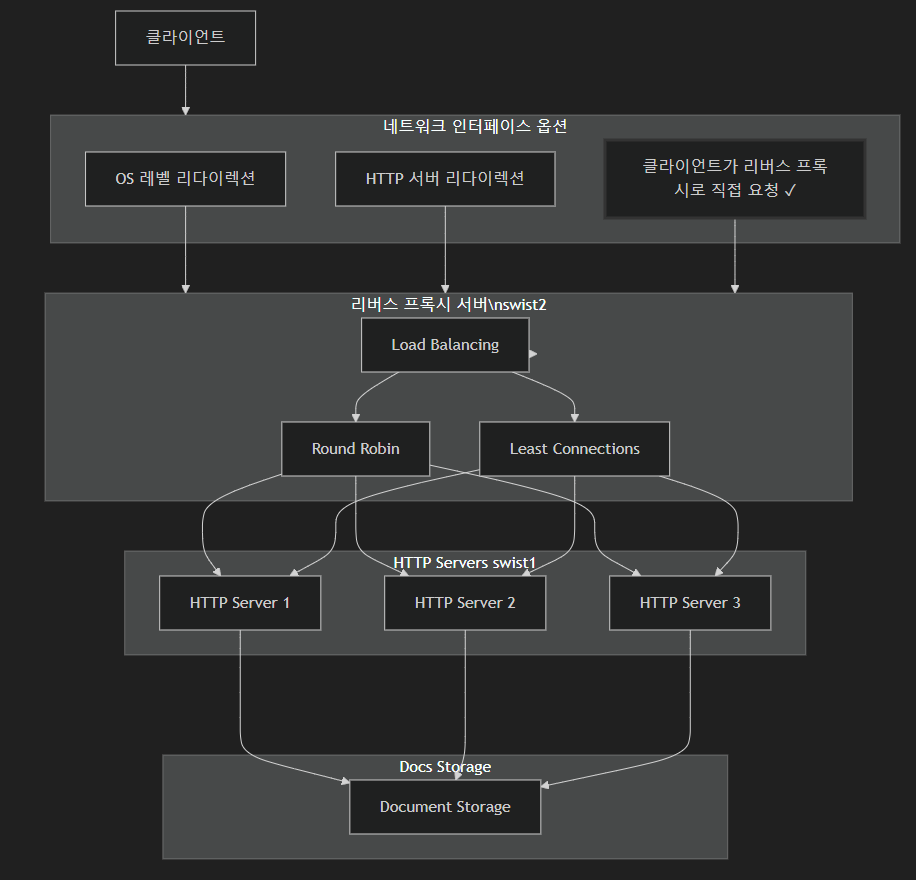 클라이언트
네트워크 인터페이스 옵션
OS 레벨 리다이렉션
HTTP 서버 리다이렉션
클라이언트가 리버스 프록
시로 직접 요청 ✓
리버스 프록시 서버\nswist2
Load Balancing
Round Robin
Least Connections
HTTP Servers swist1
HTTP Server 1
HTTP Server 2
HTTP Server 3
Docs Storage
Document Storage